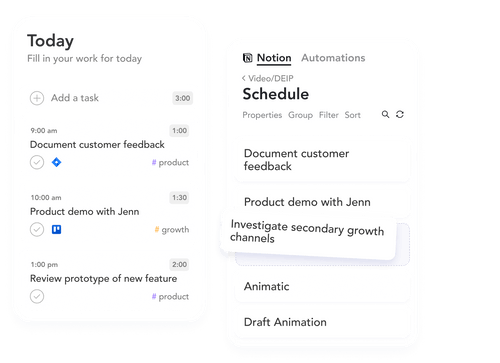 Today
Fill in your work for today
Add a task
3:00
9:00 am
1:00
Document customer feedback
# product
10:00 am
1:30
Product demo with Jenn
# growth
1:00 pm
2:00
Review prototype of new feature
# product
Notion Automations
< Video/DEIP
Schedule
Properties Group Filter Sort
Document customer
feedback
Product demo with Jenn
Investigate secondary growth
channels
Animatic
Draft Animation